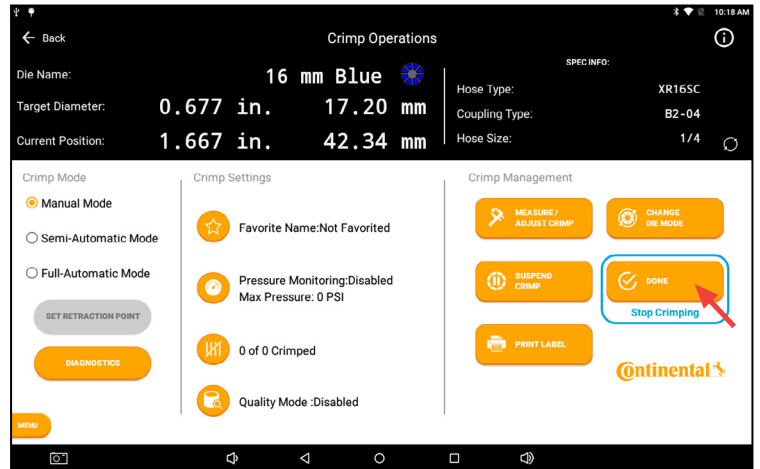 10:18 AM
Back
Crimp Operations
Die Name:
16 mm Blue
Target Diameter:
0.677 in.
17.20 mm
Current Position:
1.667 in.
42.34 mm
SPEC INFO:
Hose Type:
XR16SC
Coupling Type:
B2-04
Hose Size:
1/4
Crimp Mode
Manual Mode
Semi-Automatic Mode
Full-Automatic Mode
SET RETRACTION POINT
DIAGNOSTICS
MENU
Crimp Settings
Favorite Name:Not Favorited
Pressure Monitoring:Disabled
Max Pressure: 0 PSI
0 of 0 Crimped
Quality Mode :Disabled
Crimp Management
MEASURE /
ADJUST CRIMP
CHANGE
DIE MODE
SUSPEND
CRIMP
DONE
Stop Crimping
PRINT LABEL
Continental